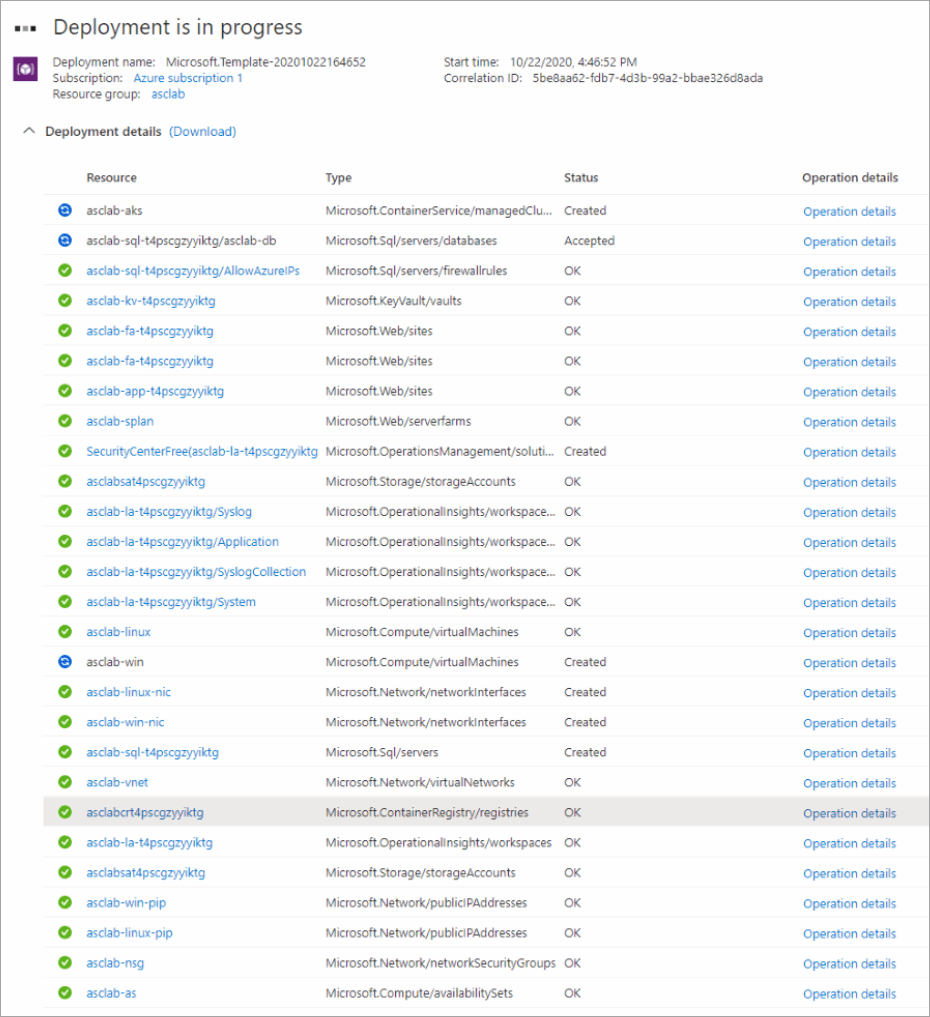 Deployment is in progress
Deployment name: Microsoft.Template-20201022164652 Start time: 10/22/2020, 4:46:52 PM
Subscription: Azure subscription 1 Correlation ID: 5be8aa62-fdb7-4d3b-99a2-bbae326d8ada
Resource group: asclab
Deployment details (Download)
Resource Type Status Operation details
asclab-aks Microsoft.ContainerService/managedClu... Created Operation details
asclab-sql-t4pscgzyyiktg/asclab-db Microsoft.Sql/servers/databases Accepted Operation details
asclab-sql-t4pscgzyyiktg/AllowAzureIPs Microsoft.Sql/servers/firewallrules OK Operation details
asclab-kv-t4pscgzyyiktg Microsoft.KeyVault/vaults OK Operation details
asclab-fa-t4pscgzyyiktg Microsoft.Web/sites OK Operation details
asclab-fa-t4pscgzyyiktg Microsoft.Web/sites OK Operation details
asclab-app-t4pscgzyyiktg Microsoft.Web/sites OK Operation details
asclab-splan Microsoft.Web/serverfarms OK Operation details
SecurityCenterFree(asclab-la-t4pscgzyyiktg Microsoft.OperationsManagement/soluti... Created Operation details
asclabsat4pscgzyyiktg Microsoft.Storage/storageAccounts OK Operation details
asclab-la-t4pscgzyyiktg/Syslog Microsoft.OperationalInsights/workspace... OK Operation details
asclab-la-t4pscgzyyiktg/Application Microsoft.OperationalInsights/workspace... OK Operation details
asclab-la-t4pscgzyyiktg/SyslogCollection Microsoft.OperationalInsights/workspace... OK Operation details
asclab-la-t4pscgzyyiktg/System Microsoft.OperationalInsights/workspace... OK Operation details
asclab-linux Microsoft.Compute/virtualMachines OK Operation details
asclab-win Microsoft.Compute/virtualMachines Created Operation details
asclab-linux-nic Microsoft.Network/networkInterfaces Created Operation details
asclab-win-nic Microsoft.Network/networkInterfaces Created Operation details
asclab-sql-t4pscgzyyiktg Microsoft.Sql/servers Created Operation details
asclab-vnet Microsoft.Network/virtualNetworks OK Operation details
asclabcrt4pscgzyyiktg Microsoft.ContainerRegistry/registries OK Operation details
asclab-la-t4pscgzyyiktg Microsoft.OperationalInsights/workspaces OK Operation details
asclabsat4pscgzyyiktg Microsoft.Storage/storageAccounts OK Operation details
asclab-win-pip Microsoft.Network/publicIPAddresses OK Operation details
asclab-linux-pip Microsoft.Network/publicIPAddresses OK Operation details
asclab-nsg Microsoft.Network/networkSecurityGroups OK Operation details
asclab-as Microsoft.Compute/availabilitySets OK Operation details